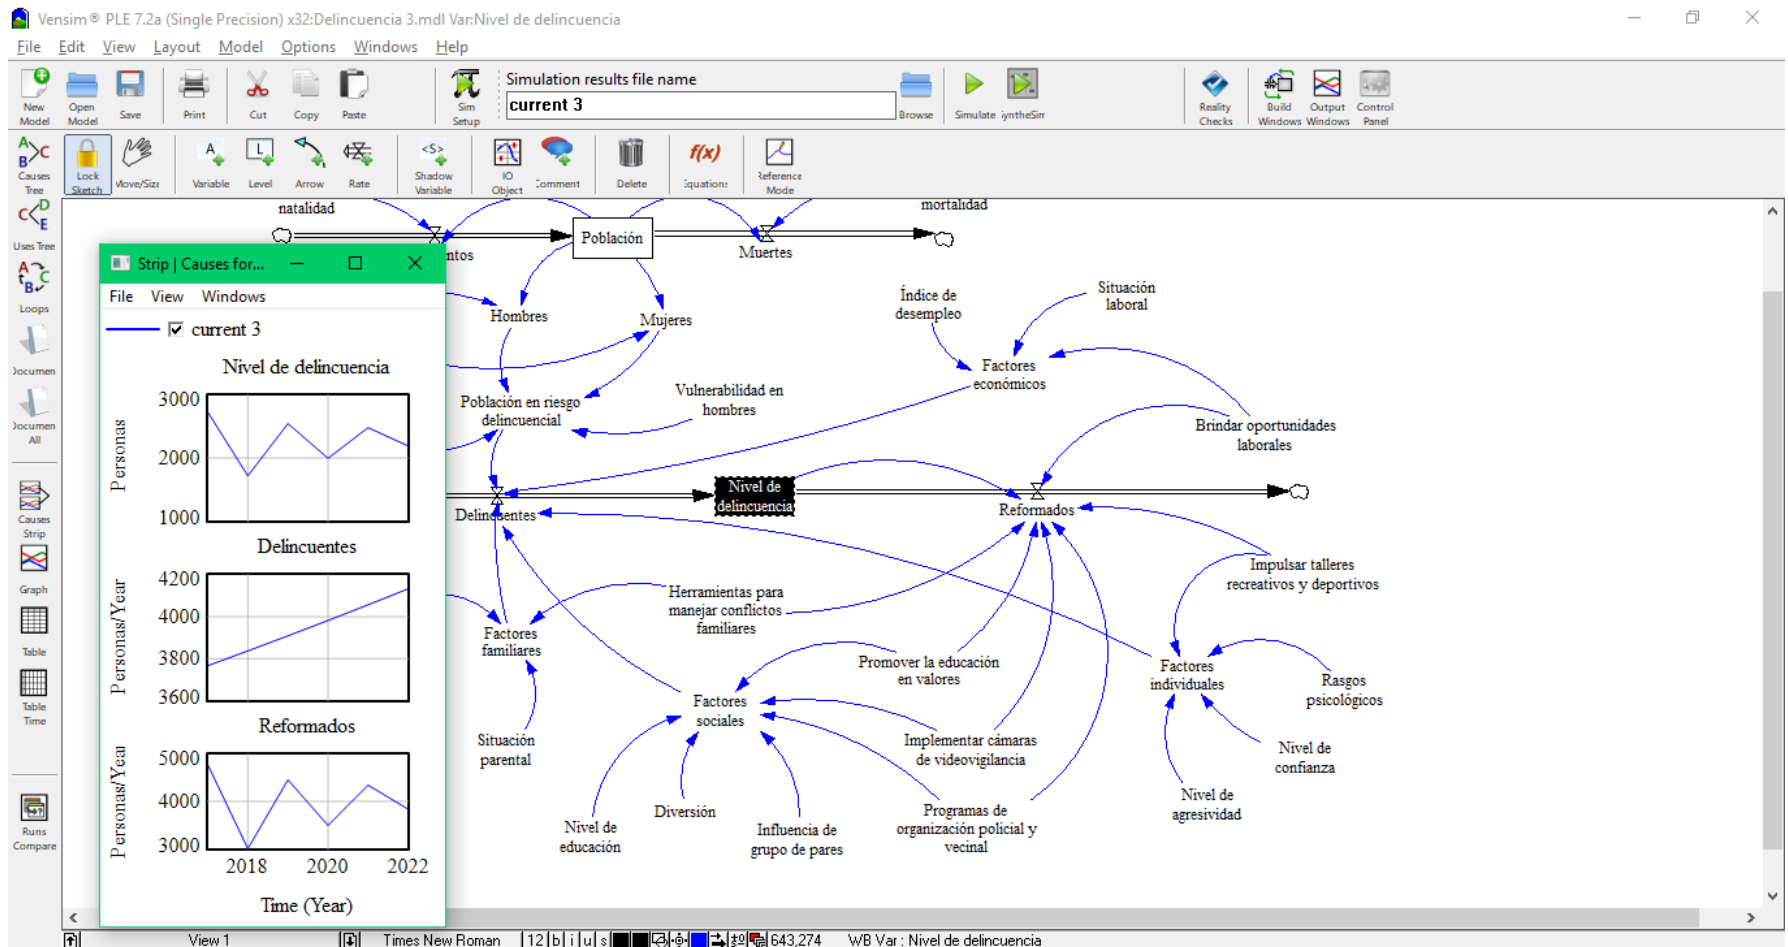 Vensim® PLE 7.2a (Single Precision) x32:Delincuencia 3.mdl Var:Nivel de delincuencia
File Edit View Layout Model Options Windows Help
Simulation results file name
current 3
New Model
Open Model
Save
Print
Cut
Copy
Paste
Sim Setup
Browse
Simulate
Reality Checks
Build Windows
Output Windows
Control Panel
Causes Tree
Lock Sketch
Move/Size
Variable
Level
Arrow
Rate
Shadow Variable
IO Object
Comment
Delete
Equations
Reference Mode
Uses Tree
Loops
Documen
Documen All
Causes Strip
Graph
Table
Table Time
Runs Compare
Strip | Causes for...
File View Windows
current 3
Nivel de delincuencia
Personas
3000
2000
1000
Delincuentes
Personas/Year
4200
4000
3800
3600
Reformados
Personas/Year
5000
4000
3000
2018 2020 2022
Time (Year)
natalidad
ntos
Población
Muertes
mortalidad
Hombres
Mujeres
Población en riesgo
delincuencial
Vulnerabilidad en
hombres
Índice de
desempleo
Situación
laboral
Factores
económicos
Brindar oportunidades
laborales
Delincuentes
Nivel de
delincuencia
Reformados
Impulsar talleres
recreativos y deportivos
Herramientas para
manejar conflictos
familiares
Factores
familiares
Promover la educación
en valores
Factores
individuales
Rasgos
psicológicos
Factores
sociales
Situación
parental
Implementar cámaras
de videovigilancia
Nivel de
confianza
Nivel de
agresividad
Diversión
Nivel de
educación
Influencia de
grupo de pares
Programas de
organización policial y
vecinal
View 1
Times New Roman 12 b i u s
643,274 WB Var : Nivel de delincuencia